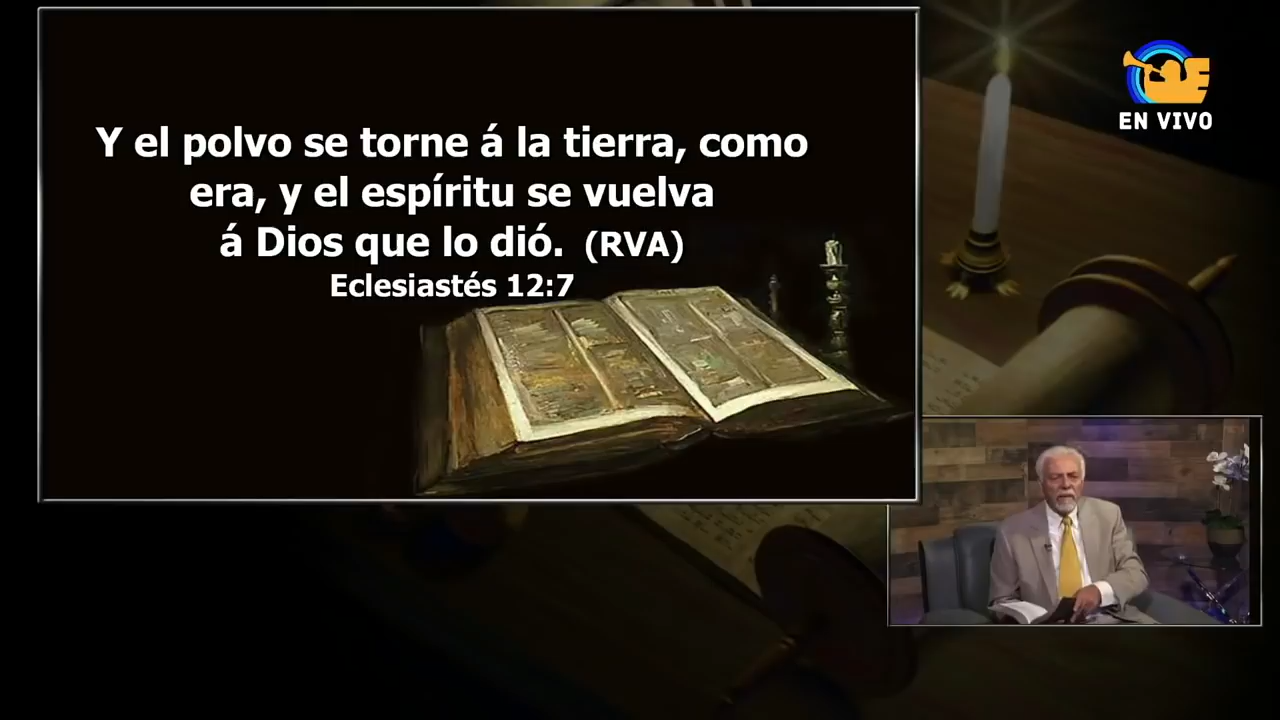 Y el polvo se torne á la tierra, como
era, y el espíritu se vuelva
á Dios que lo dió. (RVA)
Eclesiastés 12:7
EN VIVO